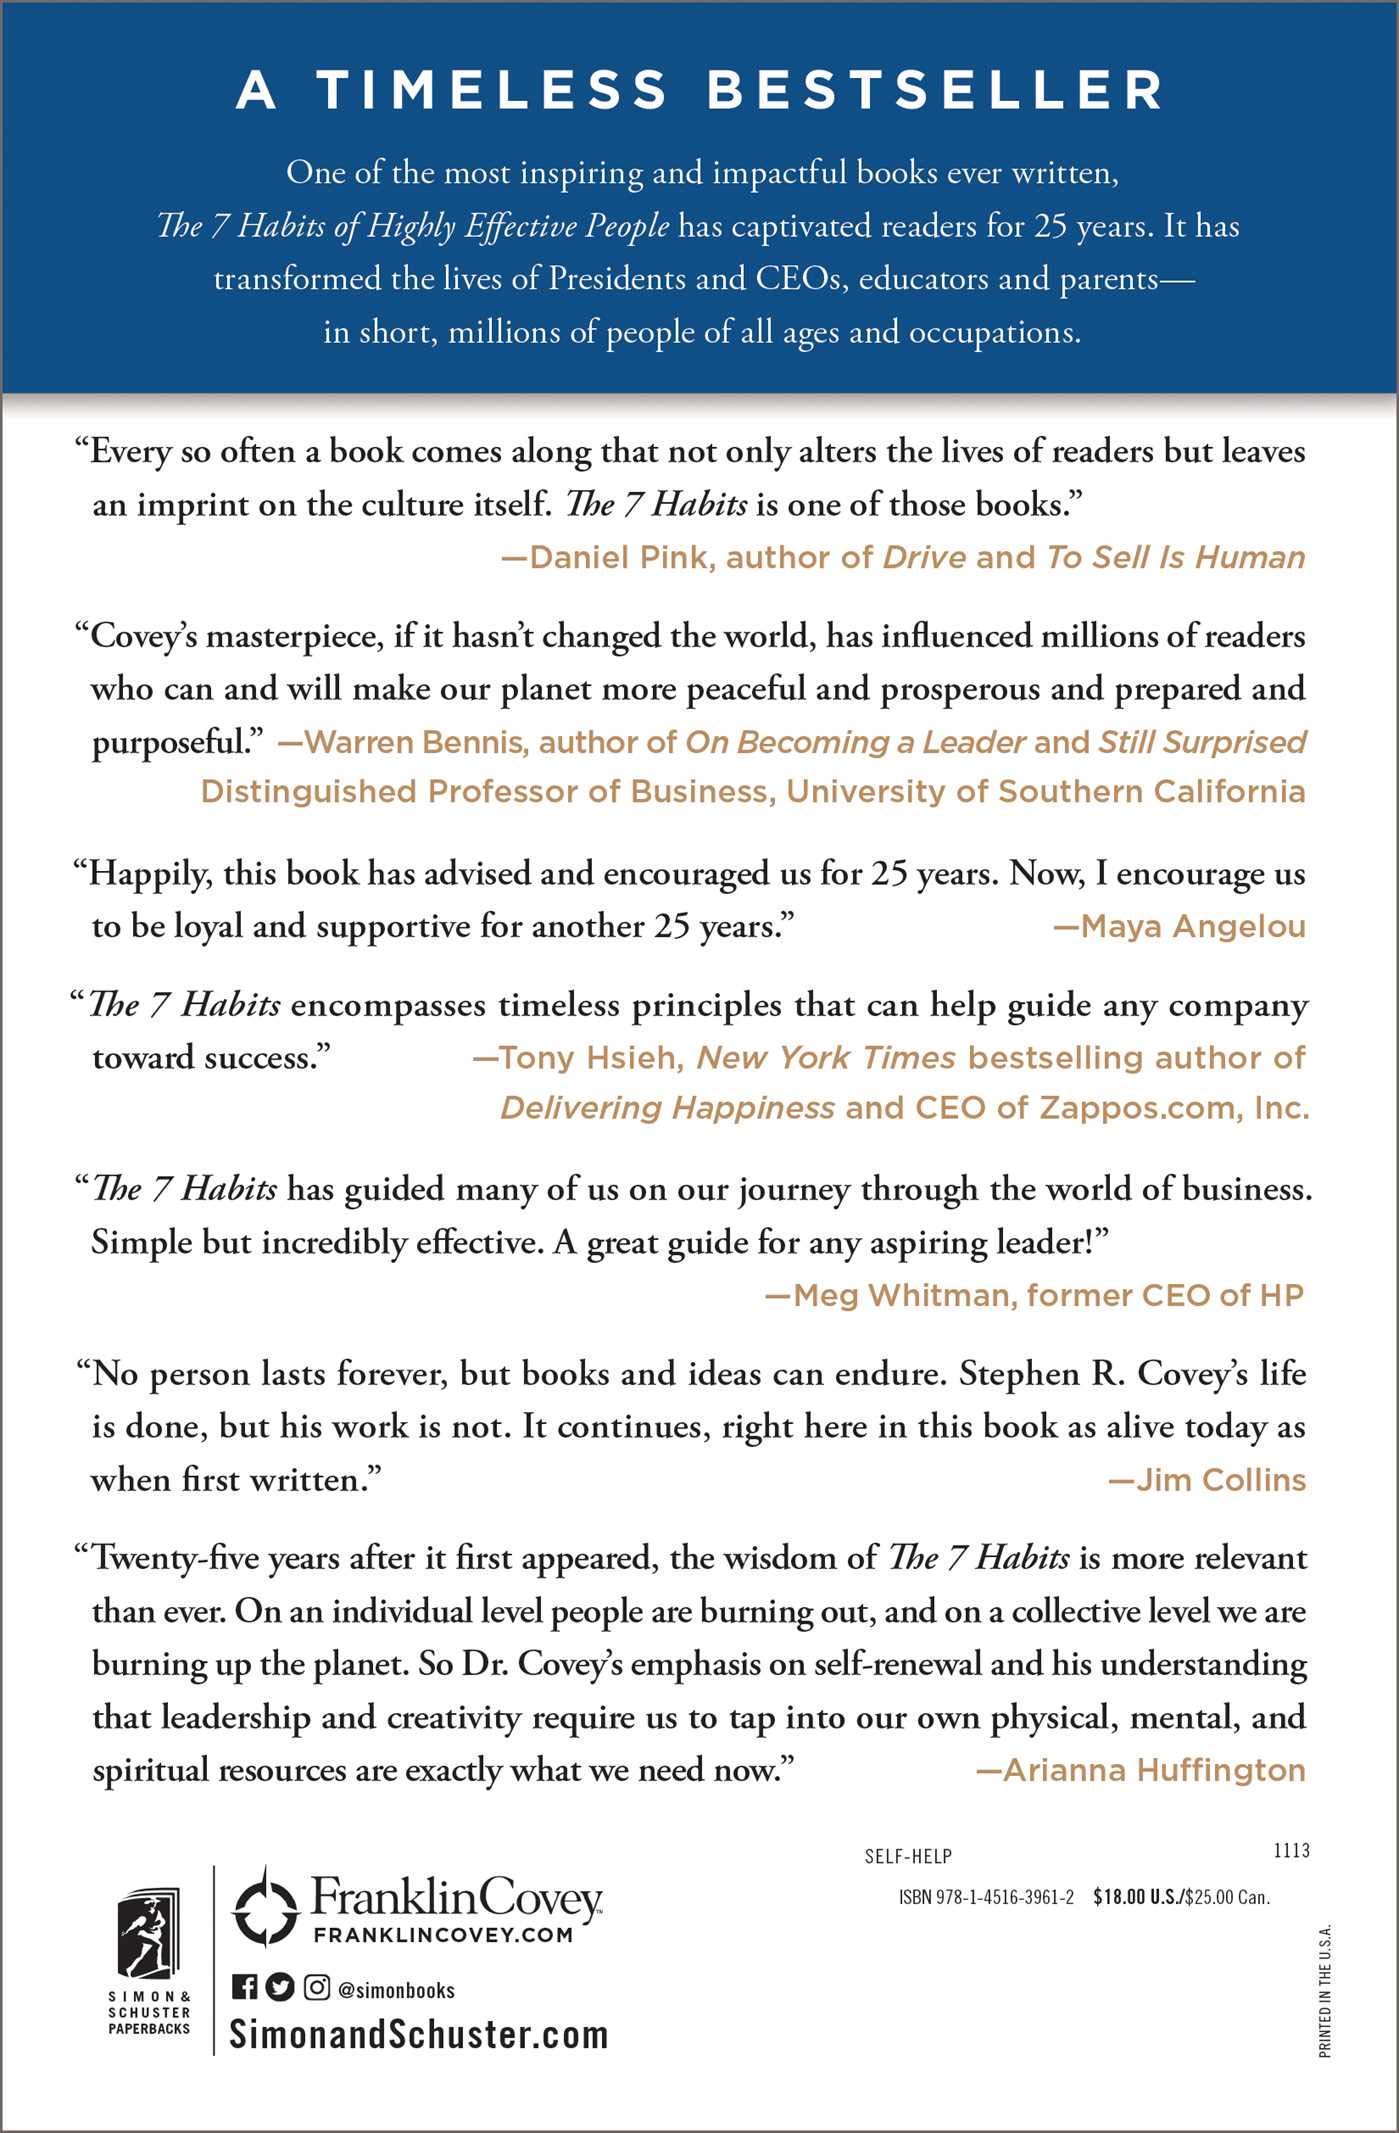 A TIMELESS BESTSELLER
One of the most inspiring and impactful books ever written,
The 7 Habits of Highly Effective People has captivated readers for 25 years. It has
transformed the lives of Presidents and CEOs, educators and parents—
in short, millions of people of all ages and occupations.
“Every so often a book comes along that not only alters the lives of readers but leaves
an imprint on the culture itself. The 7 Habits is one of those books.”
—Daniel Pink, author of Drive and To Sell Is Human
“Covey’s masterpiece, if it hasn’t changed the world, has influenced millions of readers
who can and will make our planet more peaceful and prosperous and prepared and
purposeful.” —Warren Bennis, author of On Becoming a Leader and Still Surprised
Distinguished Professor of Business, University of Southern California
“Happily, this book has advised and encouraged us for 25 years. Now, I encourage us
to be loyal and supportive for another 25 years.” —Maya Angelou
“The 7 Habits encompasses timeless principles that can help guide any company
toward success.” —Tony Hsieh, New York Times bestselling author of
Delivering Happiness and CEO of Zappos.com, Inc.
“The 7 Habits has guided many of us on our journey through the world of business.
Simple but incredibly effective. A great guide for any aspiring leader!”
—Meg Whitman, former CEO of HP
“No person lasts forever, but books and ideas can endure. Stephen R. Covey’s life
is done, but his work is not. It continues, right here in this book as alive today as
when first written.” —Jim Collins
“Twenty-five years after it first appeared, the wisdom of The 7 Habits is more relevant
than ever. On an individual level people are burning out, and on a collective level we are
burning up the planet. So Dr. Covey’s emphasis on self-renewal and his understanding
that leadership and creativity require us to tap into our own physical, mental, and
spiritual resources are exactly what we need now.” —Arianna Huffington
SIMON &
SCHUSTER
PAPERBACKS
FranklinCovey™
FRANKLINCOVEY.COM
@simonbooks
SimonandSchuster.com
SELF-HELP 1113
ISBN 978-1-4516-3961-2 $18.00 U.S./$25.00 Can.
PRINTED IN THE U.S.A.